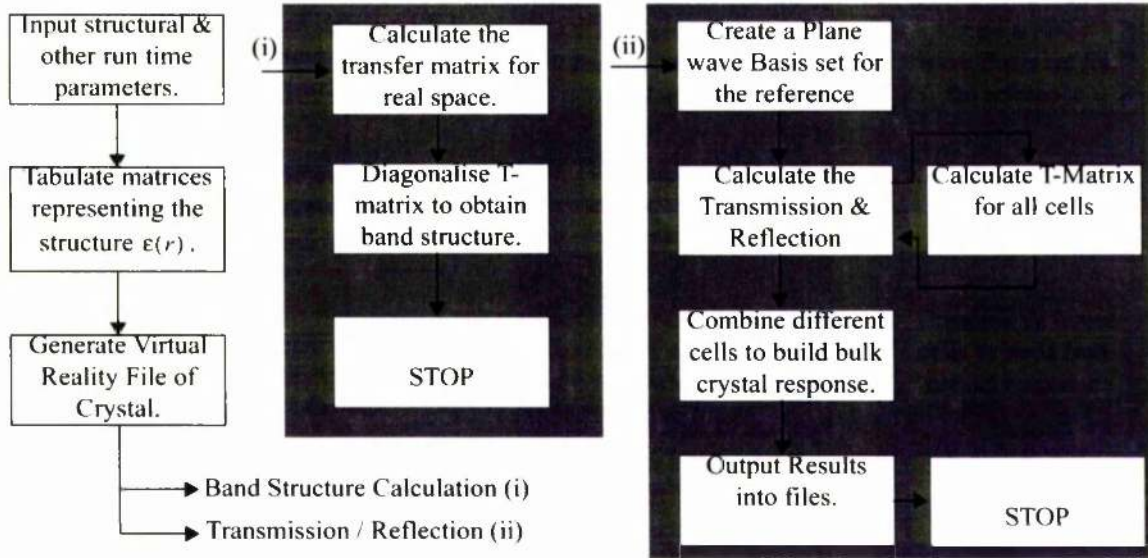 Input structural &
other run time
parameters.
Tabulate matrices
representing the
structure ε(r).
Generate Virtual
Reality File of
Crystal.
Band Structure Calculation (i)
Transmission / Reflection (ii)
(i)
Calculate the
transfer matrix for
real space.
Diagonalise T-
matrix to obtain
band structure.
STOP
(ii)
Create a Plane
wave Basis set for
the reference
Calculate the
Transmission &
Reflection
Calculate T-Matrix
for all cells
Combine different
cells to build bulk
crystal response.
Output Results
into files.
STOP